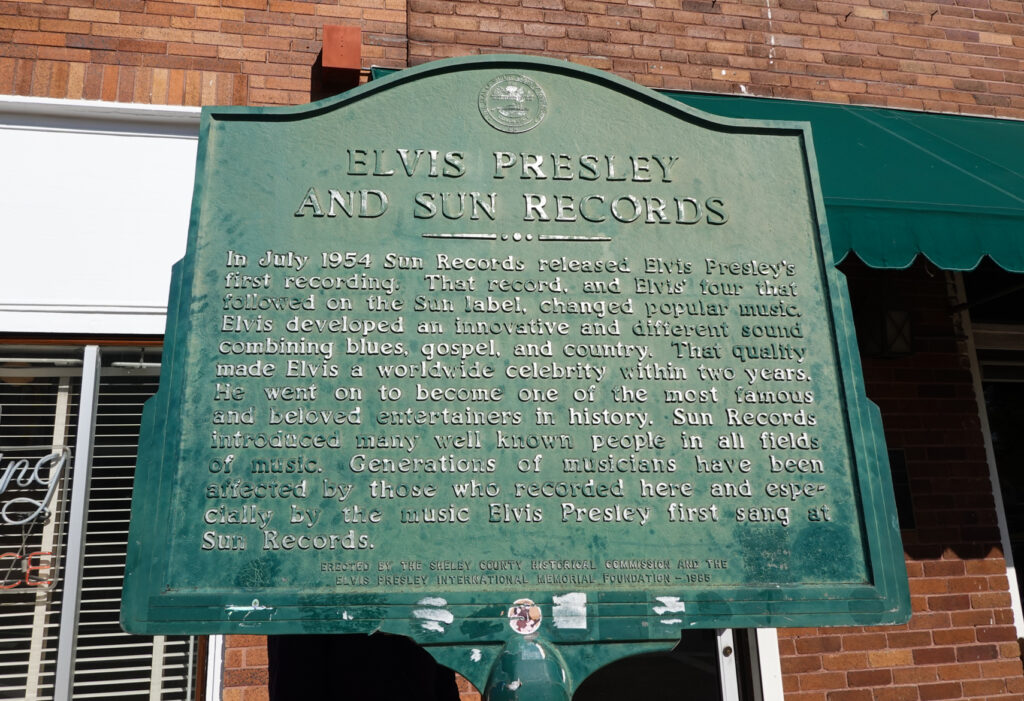 ELVIS PRESLEY
AND SUN RECORDS
In July 1954 Sun Records released Elvis Presley's
first recording. That record, and Elvis' four that
followed on the Sun label, changed popular music.
Elvis developed an innovative and different sound
combining blues, gospel, and country. That quality
made Elvis a worldwide celebrity within two years.
He went on to become one of the most famous
and beloved entertainers in history. Sun Records
introduced many well known people in all fields
of music. Generations of musicians have been
affected by those who recorded here and espe-
cially by the music Elvis Presley first sang at
Sun Records.
ERECTED BY THE SHELBY COUNTY HISTORICAL COMMISSION AND THE
ELVIS PRESLEY INTERNATIONAL MEMORIAL FOUNDATION - 1985